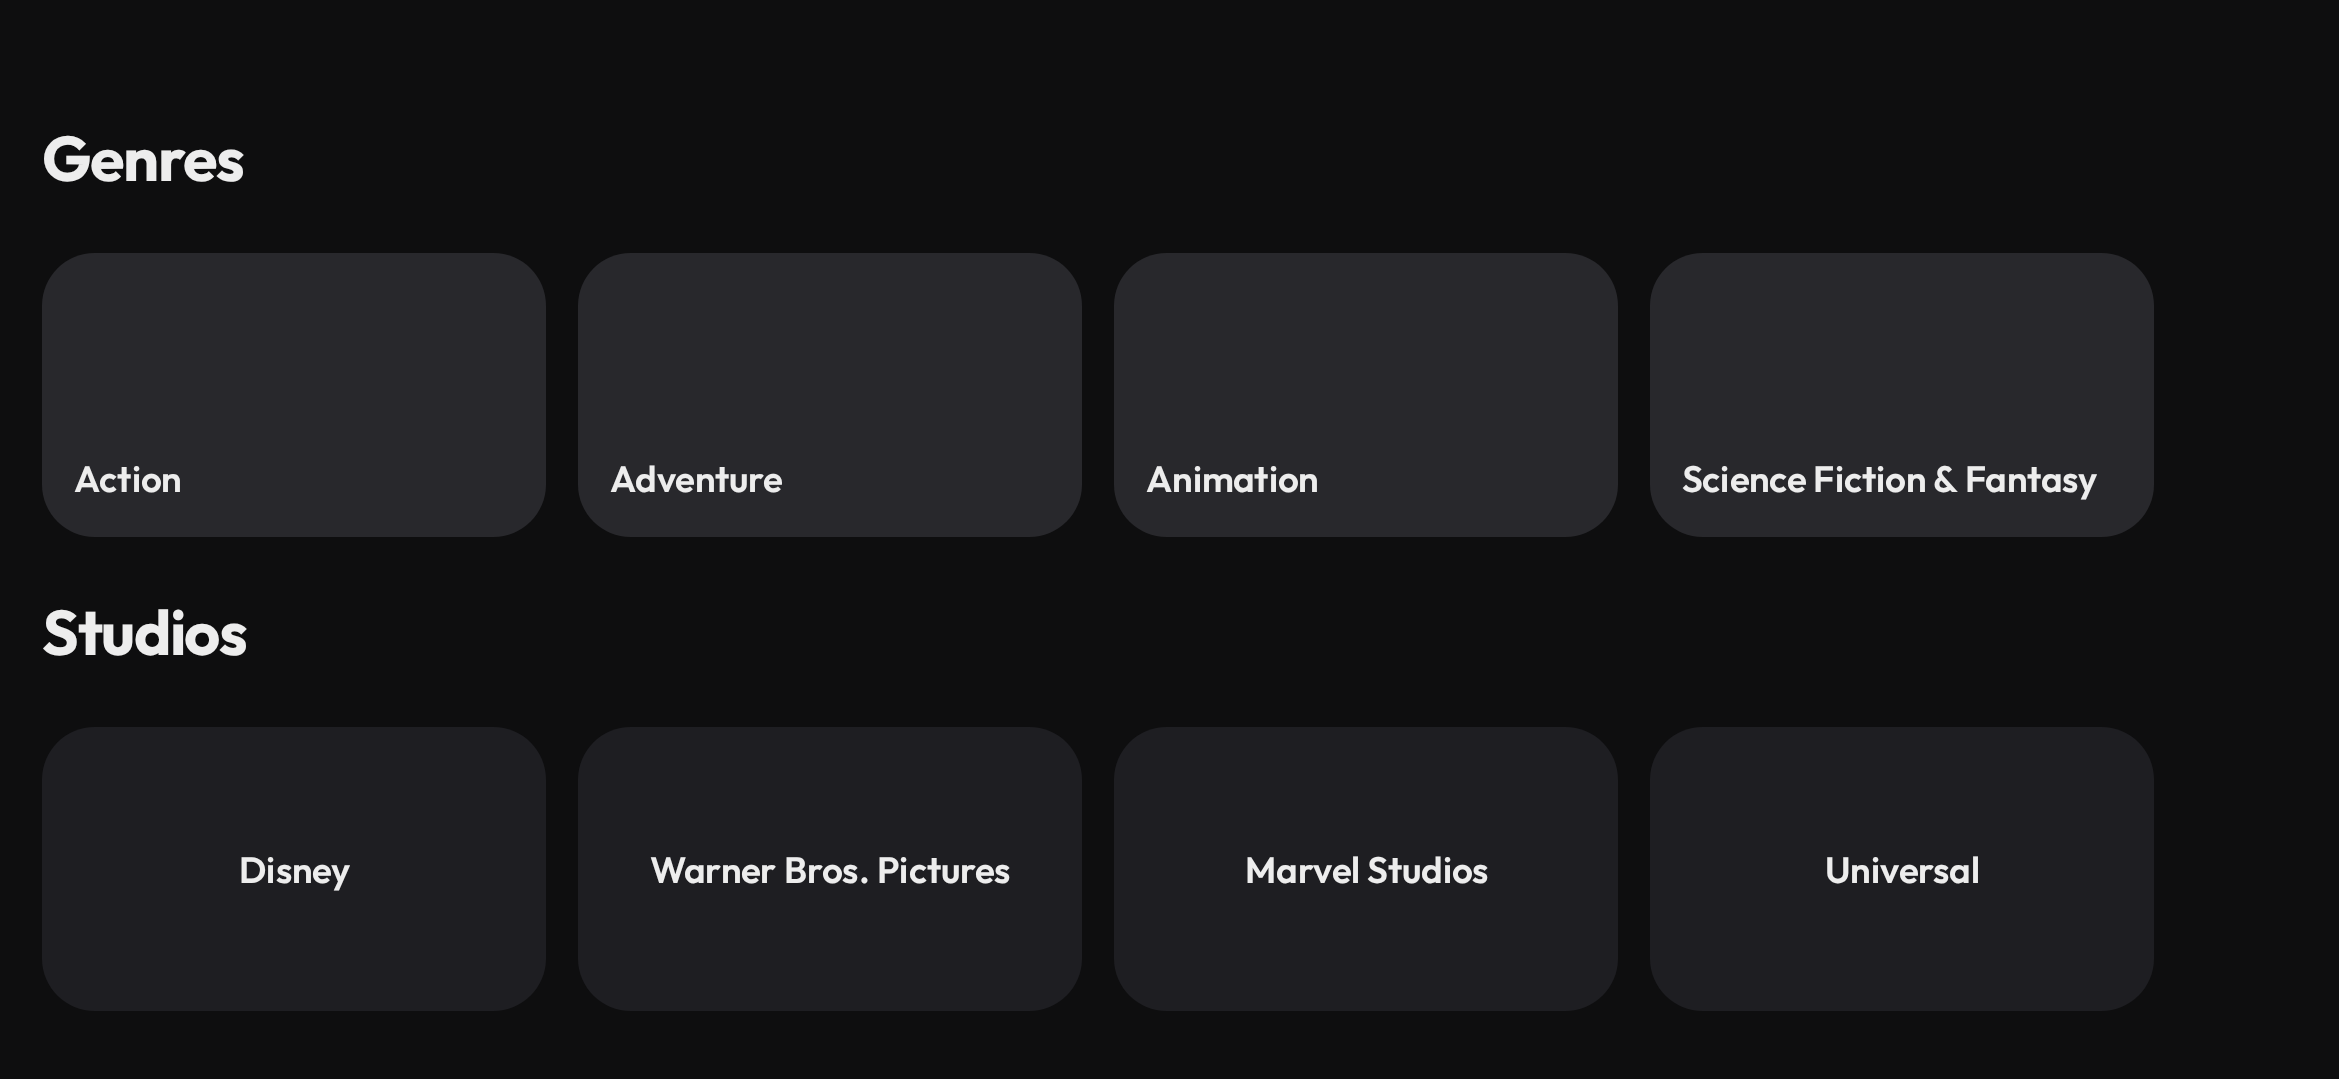 Genres
Action
Adventure
Animation
Science Fiction & Fantasy
Studios
Disney
Warner Bros. Pictures
Marvel Studios
Universal